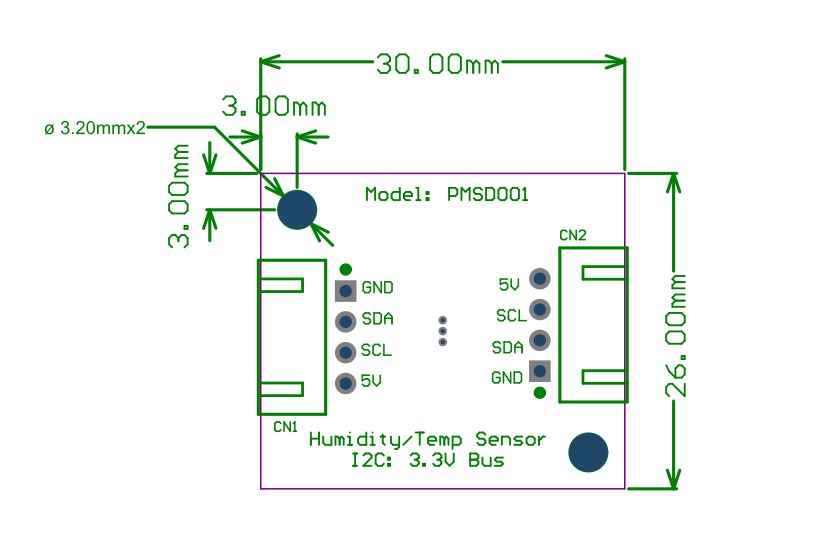 30.00mm
3.00mm
ø 3.20mmx2
3.00mm
Model: PMSD001
CN2
GND
SDA
SCL
5V
5V
SCL
SDA
GND
26.00mm
CN1
Humidity/Temp Sensor
I2C: 3.3V Bus